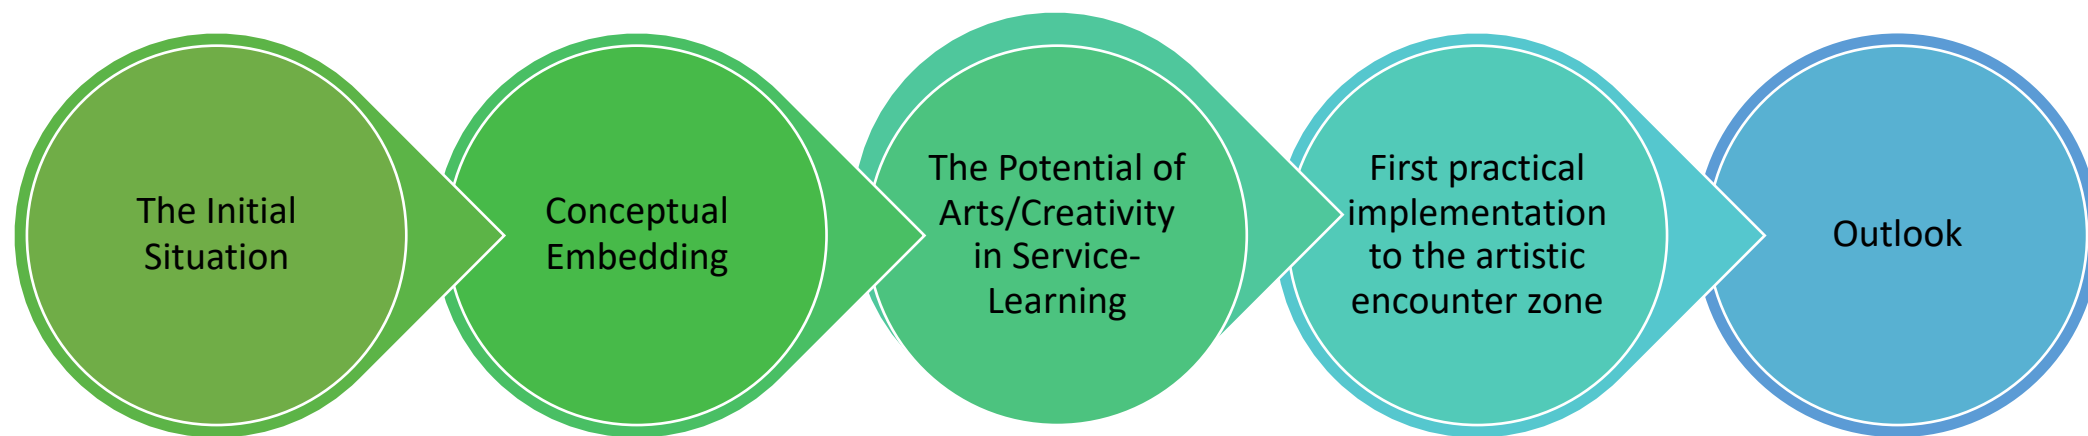 The Initial
Situation
Conceptual
Embedding
The Potential of
Arts/Creativity
in Service-
Learning
First practical
implementation
to the artistic
encounter zone
Outlook